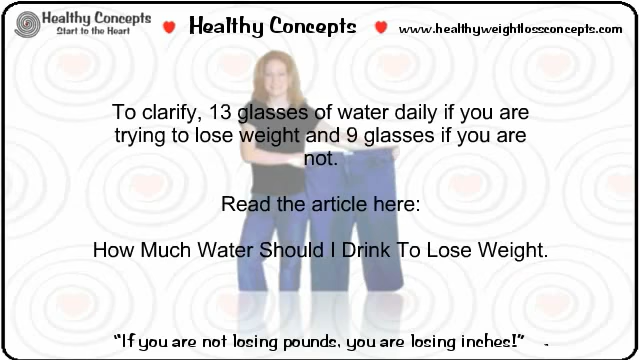 Healthy Concepts
Start to the Heart
Healthy Concepts
www.healthyweightlossconcepts.com
To clarify, 13 glasses of water daily if you are
trying to lose weight and 9 glasses if you are
not.
Read the article here:
How Much Water Should I Drink To Lose Weight.
"If you are not losing pounds, you are losing inches!"